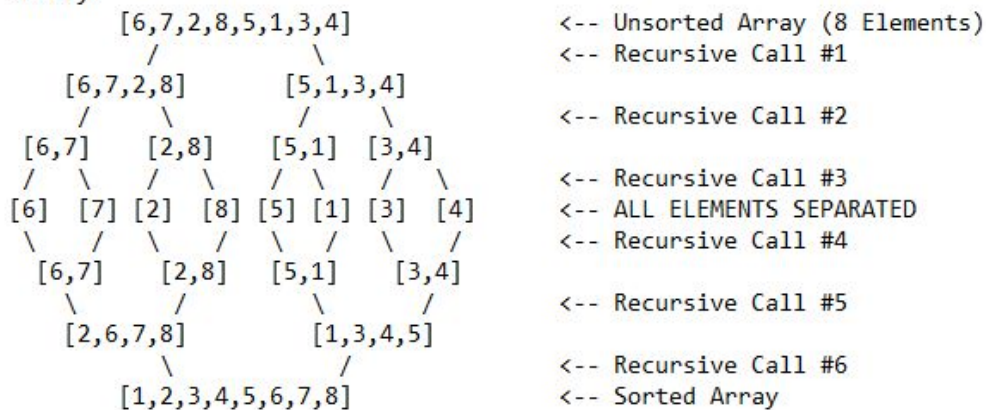 [6,7,2,8,5,1,3,4] <-- Unsorted Array (8 Elements)
/ \ <-- Recursive Call #1
[6,7,2,8] [5,1,3,4]
/ \ / \ <-- Recursive Call #2
[6,7] [2,8] [5,1] [3,4]
/ \ / \ / \ / \ <-- Recursive Call #3
[6] [7] [2] [8] [5] [1] [3] [4] <-- ALL ELEMENTS SEPARATED
\ / \ / \ / \ / <-- Recursive Call #4
[6,7] [2,8] [5,1] [3,4]
\ / \ / <-- Recursive Call #5
[2,6,7,8] [1,3,4,5]
\ / <-- Recursive Call #6
[1,2,3,4,5,6,7,8] <-- Sorted Array